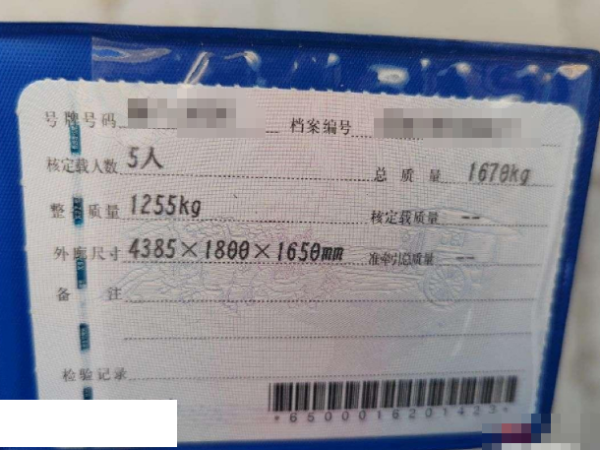 号牌号码 档案编号
核定载人数 5人 总质量 1670kg
整备质量 1255kg 核定载质量 --
外廓尺寸 4385×1800×1650mm 准牵引总质量 --
备注
检验记录
*6500016201423*